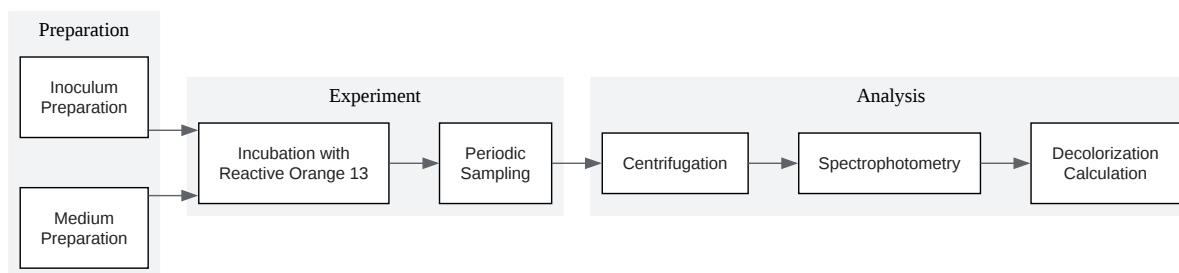 Preparation
Inoculum
Preparation
Medium
Preparation
Experiment
Incubation with
Reactive Orange 13
Periodic
Sampling
Analysis
Centrifugation
Spectrophotometry
Decolorization
Calculation